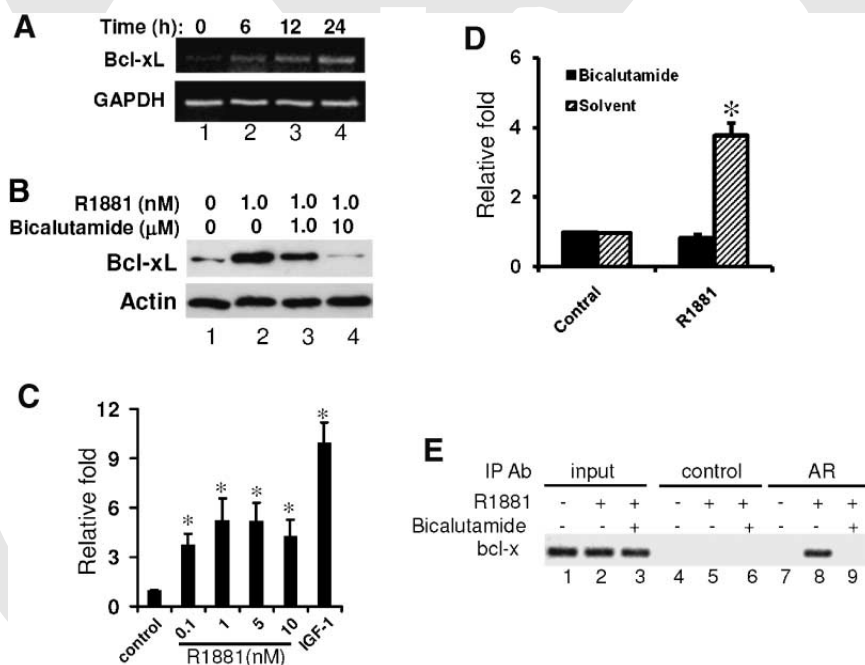 A
Time (h): 0 6 12 24
Bcl-xL
GAPDH
1 2 3 4
B
R1881 (nM) 0 1.0 1.0 1.0
Bicalutamide (μM) 0 0 1.0 10
Bcl-xL
Actin
1 2 3 4
C
Relative fold
12
9
6
3
0
* * * * *
control 0.1 1 5 10 IGF-1
R1881(nM)
D
Relative fold
6
4
2
0
Bicalutamide
Solvent
*
Contral R1881
E
IP Ab input control AR
R1881 - + + - + + - + +
Bicalutamide - - + - - + - - +
bcl-x
1 2 3 4 5 6 7 8 9